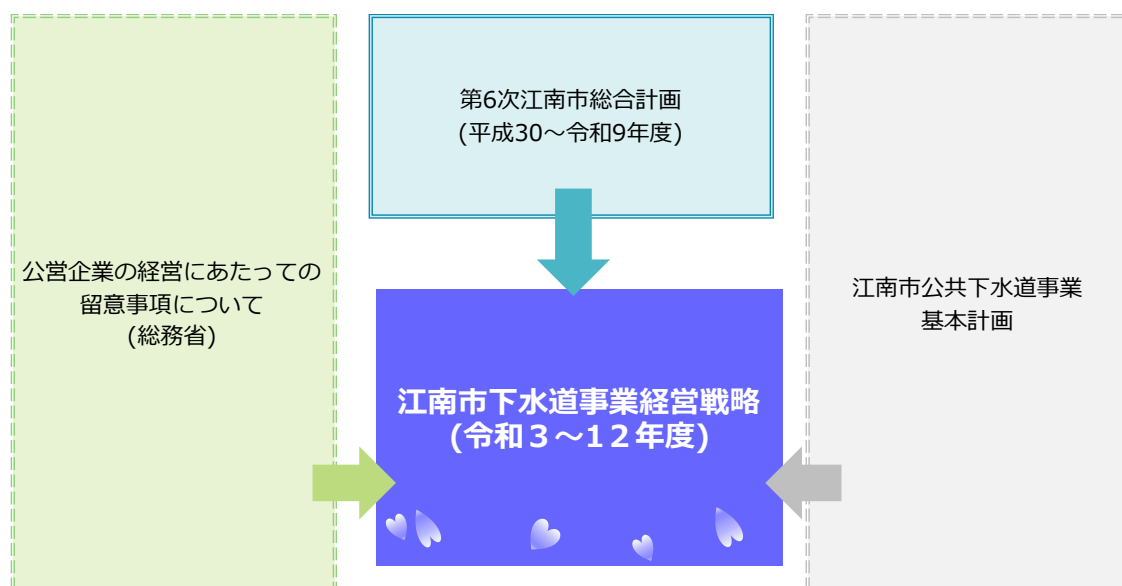 第6次江南市総合計画
(平成30～令和9年度)
公営企業の経営にあたっての
留意事項について
(総務省)
江南市公共下水道事業
基本計画
江南市下水道事業経営戦略
(令和３～1２年度)